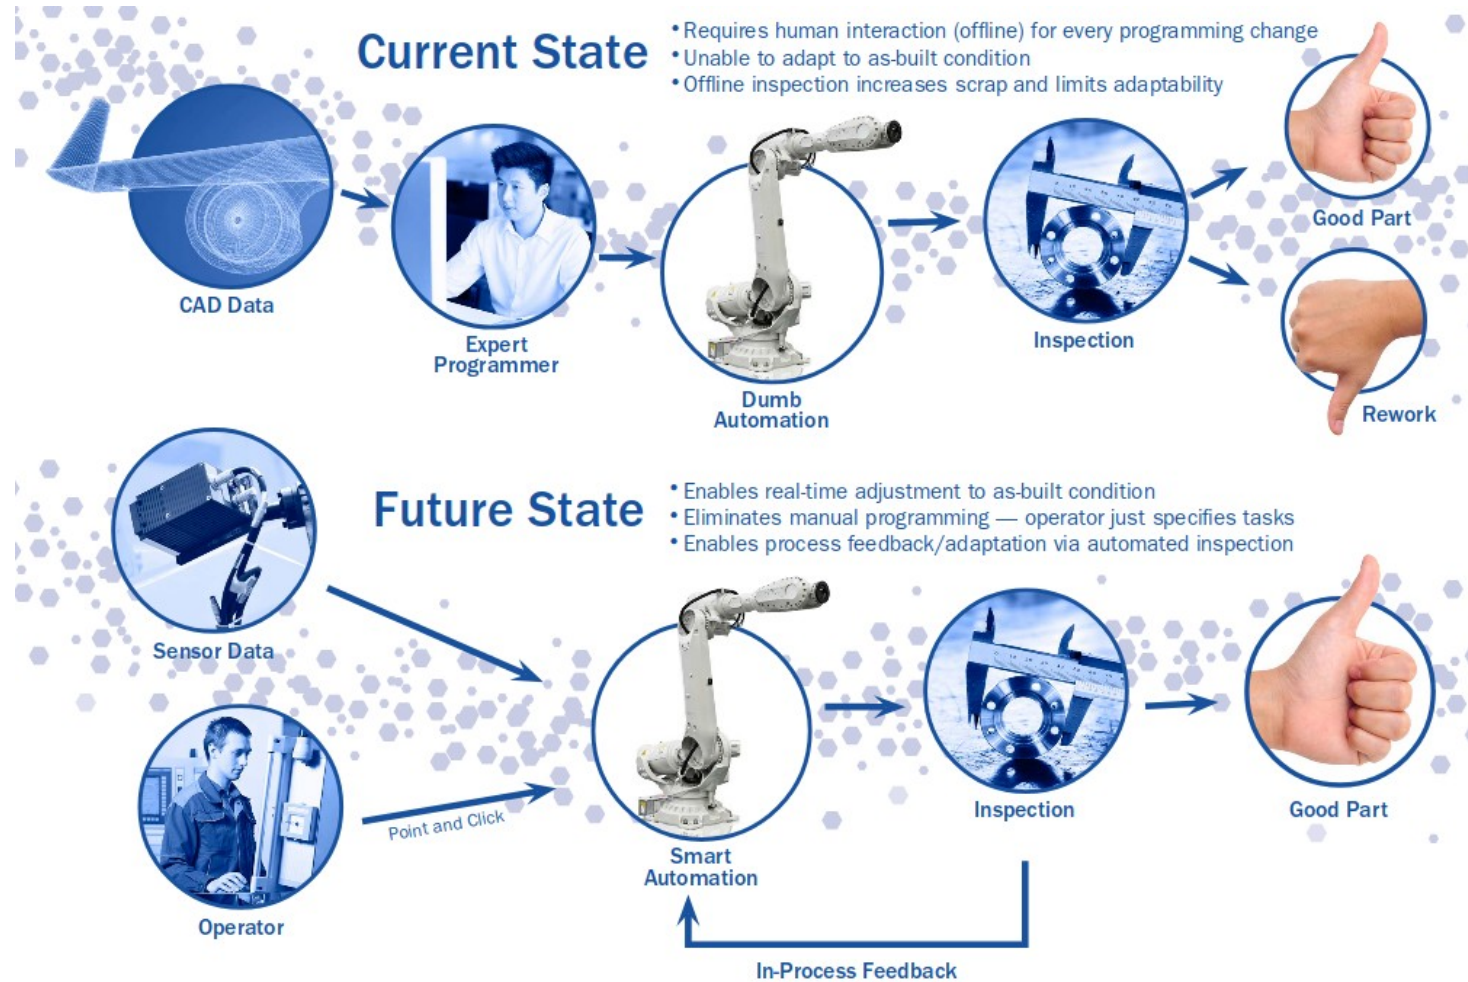 Current State
• Requires human interaction (offline) for every programming change
• Unable to adapt to as-built condition
• Offline inspection increases scrap and limits adaptability
CAD Data
Expert
Programmer
Dumb
Automation
Inspection
Good Part
Rework
Future State
• Enables real-time adjustment to as-built condition
• Eliminates manual programming — operator just specifies tasks
• Enables process feedback/adaptation via automated inspection
Sensor Data
Operator
Point and Click
Smart
Automation
Inspection
Good Part
In-Process Feedback